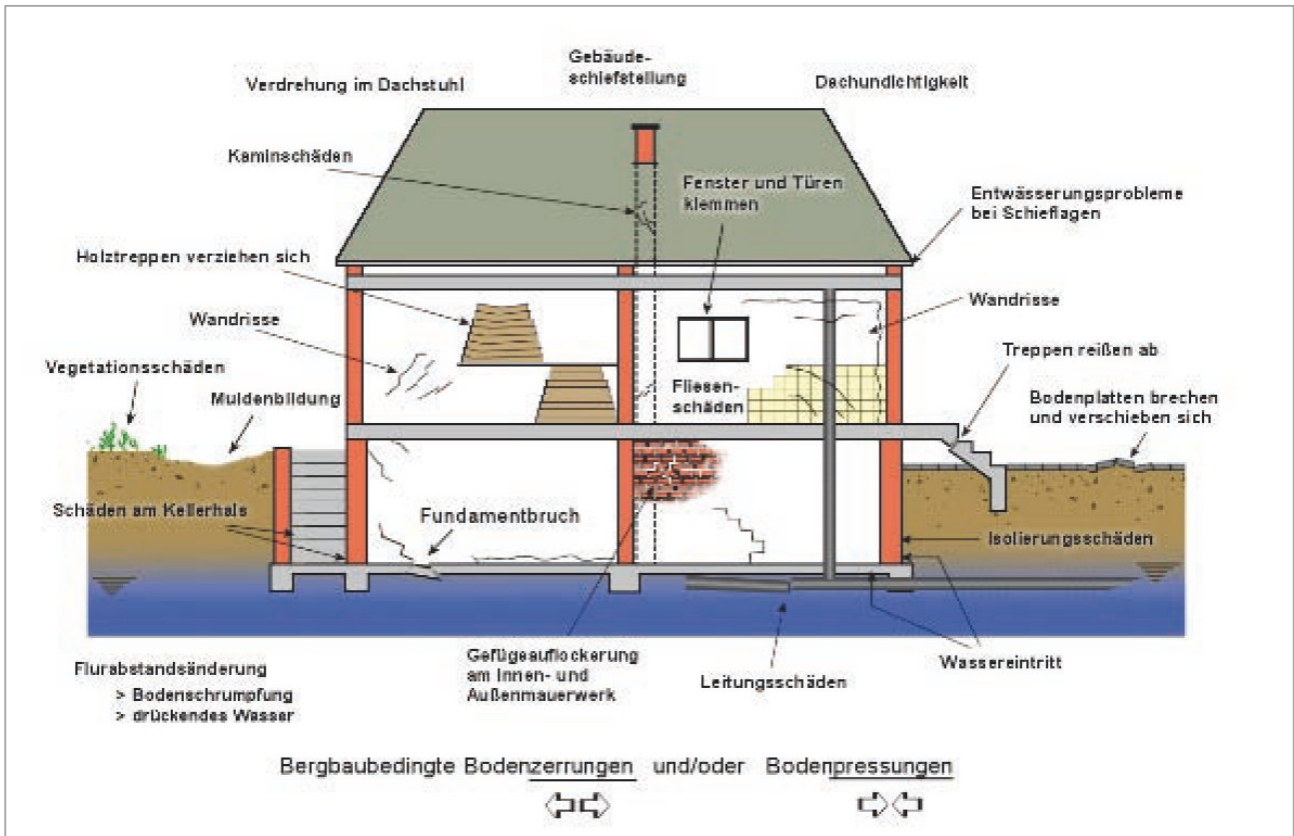 Gebäude-
schiefstellung
Verdrehung im Dachstuhl
Dachundichtigkeit
Kaminschäden
Fenster und Türen
klemmen
Entwässerungsprobleme
bei Schieflagen
Holztreppen verziehen sich
Wandrisse
Wandrisse
Treppen reißen ab
Vegetationsschäden
Muldenbildung
Fliesen-
schäden
Bodenplatten brechen
und verschieben sich
Schäden am Kellerhals
Fundamentbruch
Isolierungsschäden
Flurabstandsänderung
> Bodenschrumpfung
> drückendes Wasser
Gefügeauflockerung
am Innen- und
Außenmauerwerk
Leitungsschäden
Wassereintritt
Bergbaubedingte Bodenzerrungen und/oder Bodenpressungen